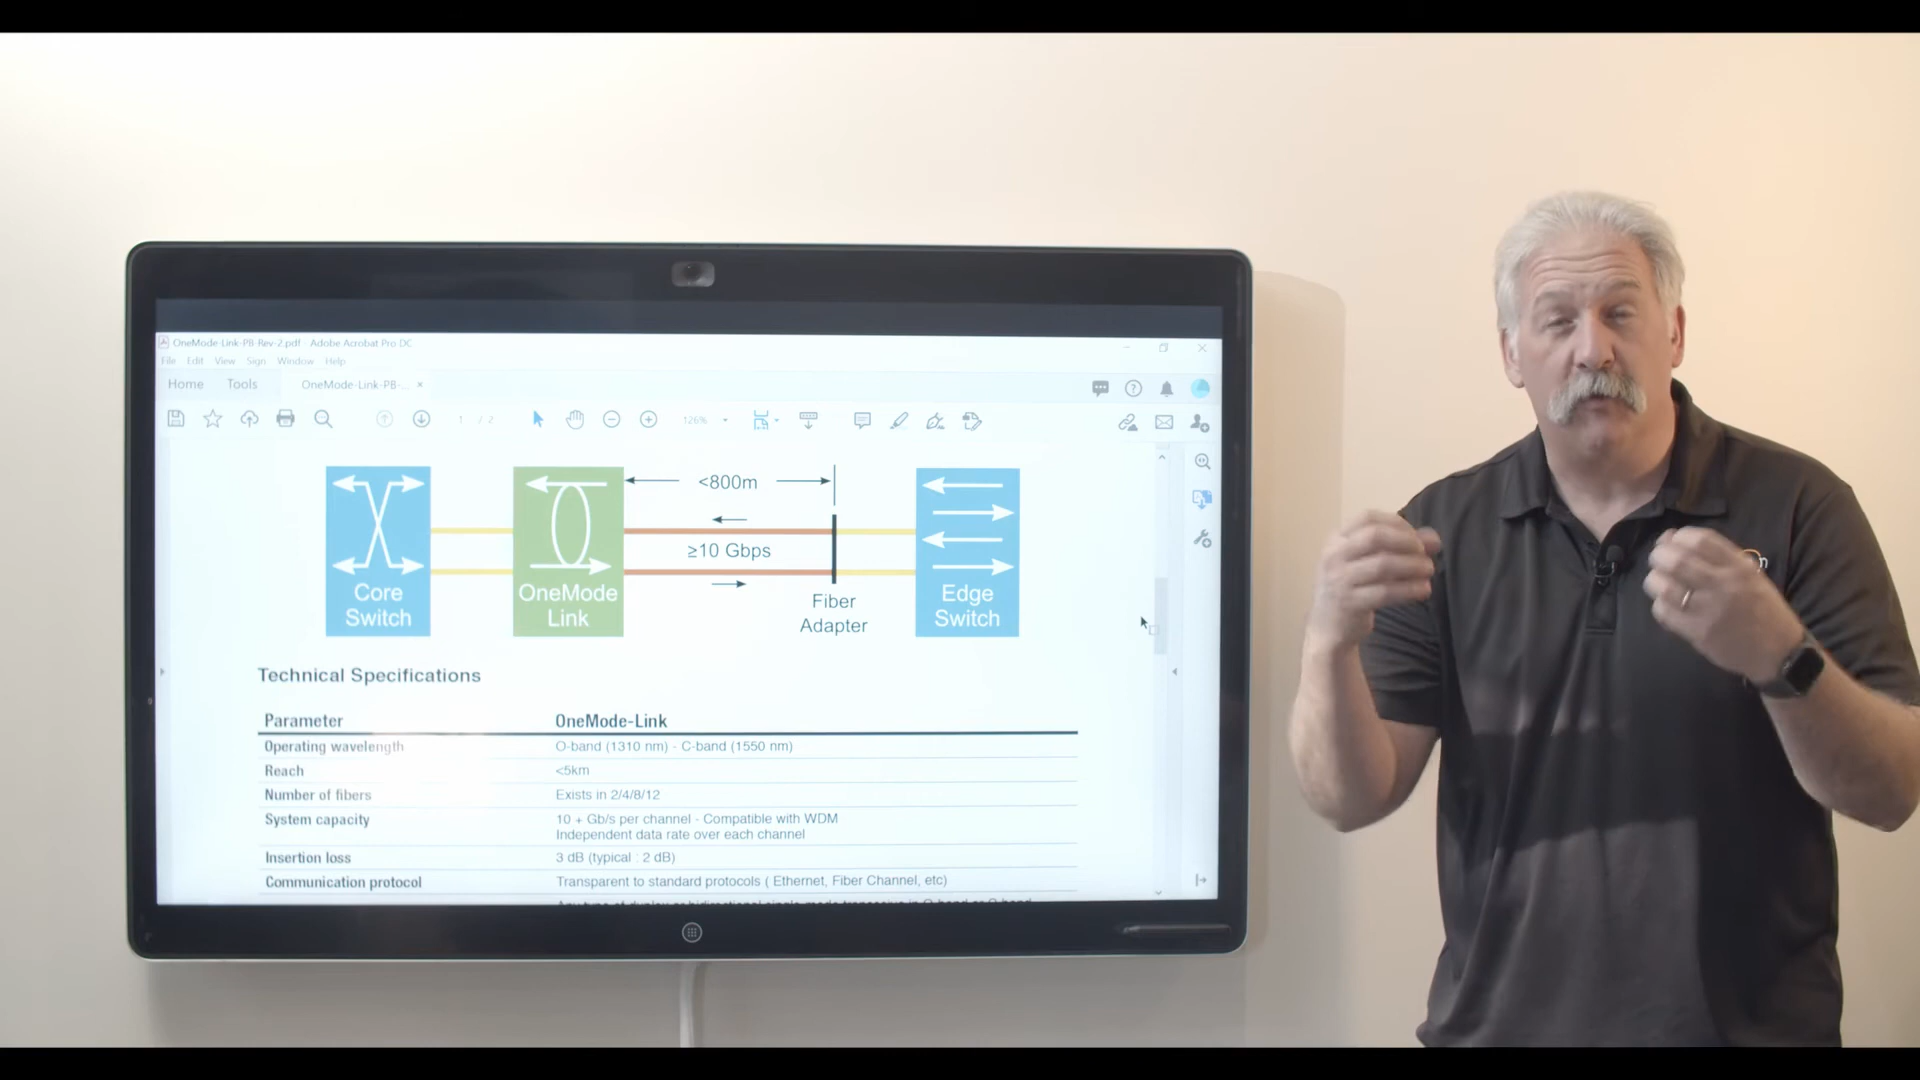 OneMode-Link-PB-Rev-2.pdf - Adobe Acrobat Pro DC
File Edit View Sign Window Help
Home Tools OneMode-Link-PB-... ×
1 / 2 126%
<800m
≥10 Gbps
Core
Switch
OneMode
Link
Fiber
Adapter
Edge
Switch
Technical Specifications
Parameter OneMode-Link
Operating wavelength O-band (1310 nm) - C-band (1550 nm)
Reach <5km
Number of fibers Exists in 2/4/8/12
System capacity 10 + Gb/s per channel - Compatible with WDM
Independent data rate over each channel
Insertion loss 3 dB (typical : 2 dB)
Communication protocol Transparent to standard protocols ( Ethernet, Fiber Channel, etc)